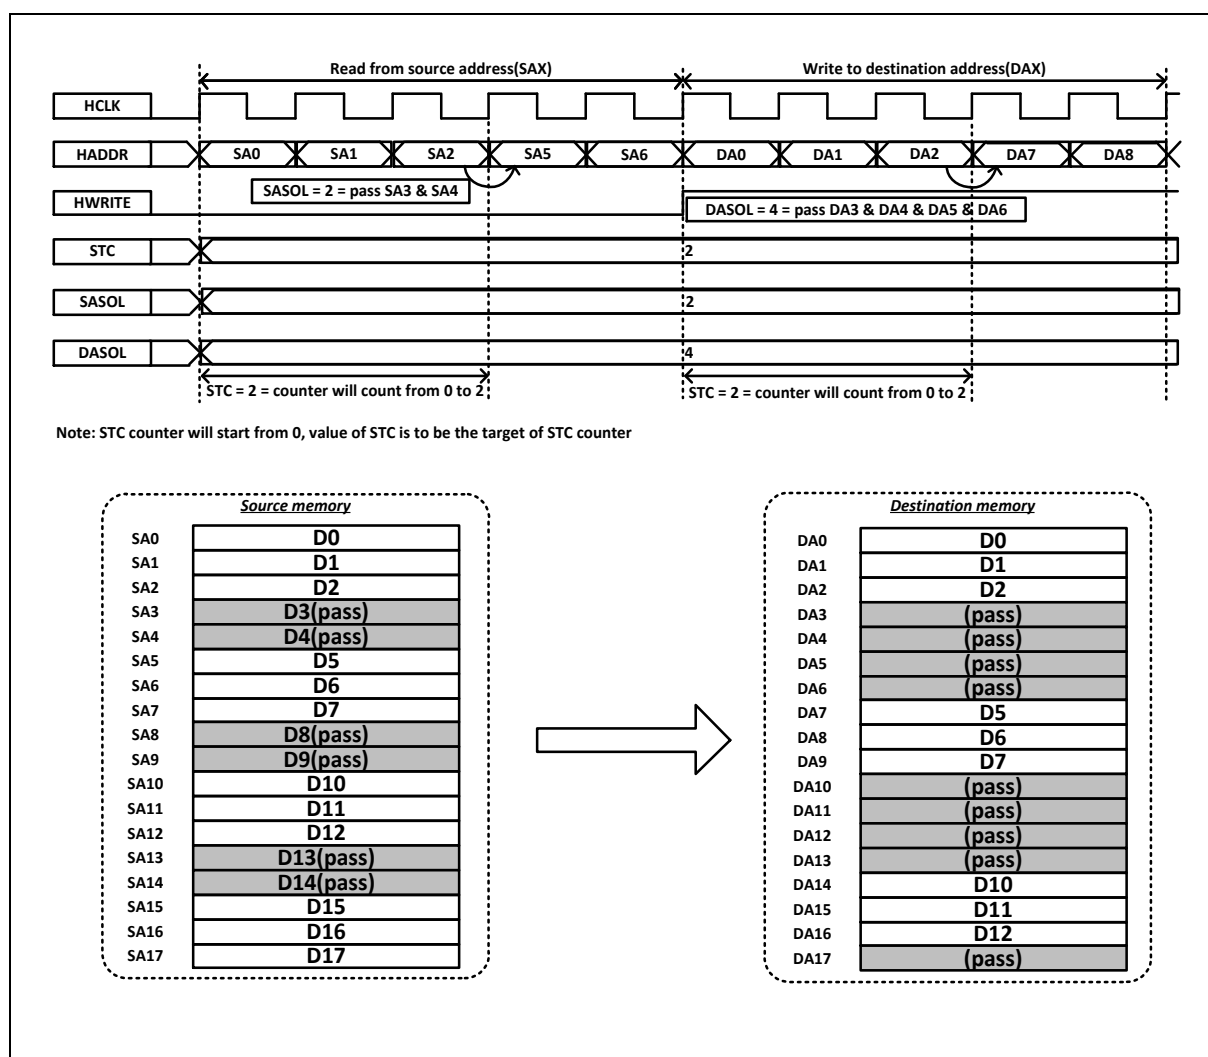 Read from source address(SAX) Write to destination address(DAX)
HCLK
HADDR SA0 SA1 SA2 SA5 SA6 DA0 DA1 DA2 DA7 DA8
SASOL = 2 = pass SA3 & SA4
HWRITE
DASOL = 4 = pass DA3 & DA4 & DA5 & DA6
STC 2
SASOL 2
DASOL 4
STC = 2 = counter will count from 0 to 2 STC = 2 = counter will count from 0 to 2
Note: STC counter will start from 0, value of STC is to be the target of STC counter
Source memory
SA0 D0
SA1 D1
SA2 D2
SA3 D3(pass)
SA4 D4(pass)
SA5 D5
SA6 D6
SA7 D7
SA8 D8(pass)
SA9 D9(pass)
SA10 D10
SA11 D11
SA12 D12
SA13 D13(pass)
SA14 D14(pass)
SA15 D15
SA16 D16
SA17 D17
Destination memory
DA0 D0
DA1 D1
DA2 D2
DA3 (pass)
DA4 (pass)
DA5 (pass)
DA6 (pass)
DA7 D5
DA8 D6
DA9 D7
DA10 (pass)
DA11 (pass)
DA12 (pass)
DA13 (pass)
DA14 D10
DA15 D11
DA16 D12
DA17 (pass)